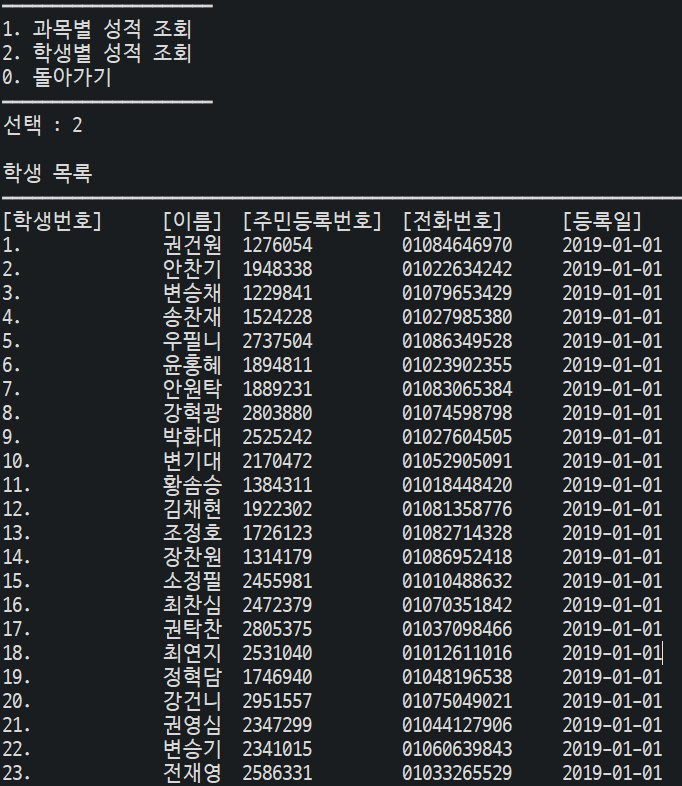 1. 과목별 성적 조회
2. 학생별 성적 조회
0. 돌아가기
선택 : 2
학생 목록
[학생번호] [이름] [주민등록번호] [전화번호] [등록일]
1. 권건원 1276054 01084646970 2019-01-01
2. 안찬기 1948338 01022634242 2019-01-01
3. 변승채 1229841 01079653429 2019-01-01
4. 송찬재 1524228 01027985380 2019-01-01
5. 우필니 2737504 01086349528 2019-01-01
6. 윤홍혜 1894811 01023902355 2019-01-01
7. 안원탁 1889231 01083065384 2019-01-01
8. 강혁광 2803880 01074598798 2019-01-01
9. 박화대 2525242 01027604505 2019-01-01
10. 변기대 2170472 01052905091 2019-01-01
11. 황솜승 1384311 01018448420 2019-01-01
12. 김채현 1922302 01081358776 2019-01-01
13. 조정호 1726123 01082714328 2019-01-01
14. 장찬원 1314179 01086952418 2019-01-01
15. 소정필 2455981 01010488632 2019-01-01
16. 최찬심 2472379 01070351842 2019-01-01
17. 권탁찬 2805375 01037098466 2019-01-01
18. 최연지 2531040 01012611016 2019-01-01
19. 정혁담 1746940 01048196538 2019-01-01
20. 강건니 2951557 01075049021 2019-01-01
21. 권영심 2347299 01044127906 2019-01-01
22. 변승기 2341015 01060639843 2019-01-01
23. 전재영 2586331 01033265529 2019-01-01